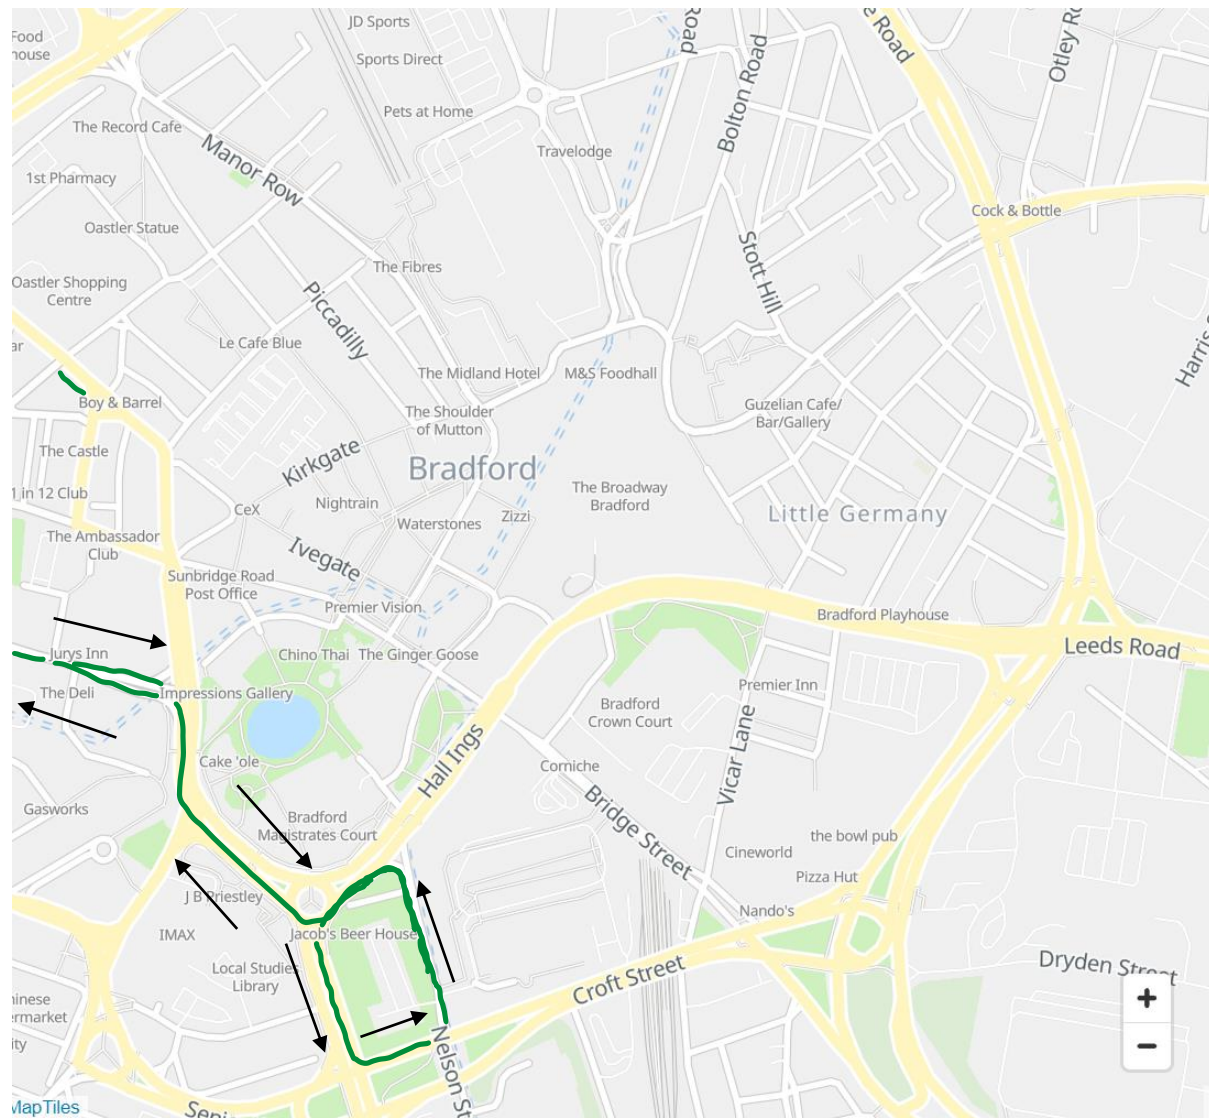 Food
house
JD Sports
Sports Direct
Pets at Home
Road
Bolton Road
e Road
Otley Ro
The Record Cafe
Manor Row
Travelodge
1st Pharmacy
Cock & Bottle
Oastler Statue
Stott Hill
The Fibres
Oastler Shopping
Centre
Piccadilly
Harris S
ar
Le Cafe Blue
The Midland Hotel
M&S Foodhall
Boy & Barrel
The Shoulder
of Mutton
Guzelian Cafe/
Bar/Gallery
The Castle
Kirkgate
Bradford
1 in 12 Club
CeX
Nightrain
Waterstones
Zizzi
The Broadway
Bradford
Little Germany
The Ambassador
Club
Ivegate
Sunbridge Road
Post Office
Premier Vision
Bradford Playhouse
Leeds Road
Jurys Inn
Chino Thai
The Ginger Goose
The Deli
Impressions Gallery
Premier Inn
Bradford
Crown Court
Cake 'ole
Hall Ings
Corniche
Vicar Lane
Gasworks
Bradford
Magistrates Court
Bridge Street
the bowl pub
Cineworld
Pizza Hut
J B Priestley
Nando's
IMAX
Jacob's Beer House
Local Studies
Library
Croft Street
Dryden Street
hinese
ermarket
ity
Nelson St
+
−
MapTiles